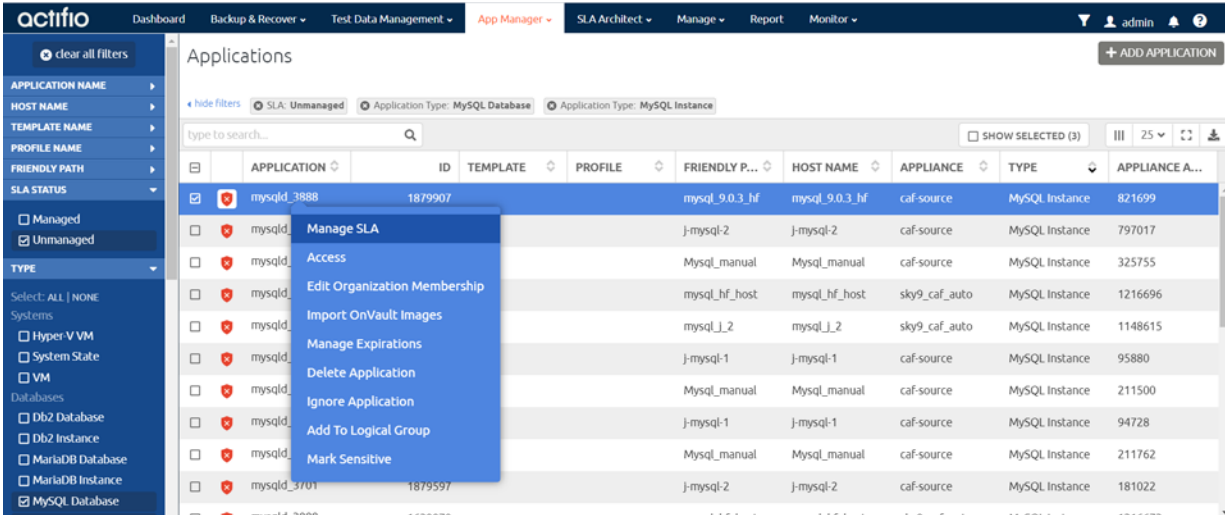 actifio Dashboard Backup & Recover Test Data Management App Manager SLA Architect Manage Report Monitor admin
clear all filters
APPLICATION NAME
HOST NAME
TEMPLATE NAME
PROFILE NAME
FRIENDLY PATH
SLA STATUS
Managed
Unmanaged
TYPE
Select: ALL | NONE
Systems
Hyper-V VM
System State
VM
Databases
Db2 Database
Db2 Instance
MariaDB Database
MariaDB Instance
MySQL Database
Applications
+ ADD APPLICATION
hide filters SLA: Unmanaged Application Type: MySQL Database Application Type: MySQL Instance
type to search... SHOW SELECTED (3) 25
APPLICATION ID TEMPLATE PROFILE FRIENDLY P... HOST NAME APPLIANCE TYPE APPLIANCE A...
mysqld_3888 1879907 mysql_9.0.3_hf mysql_9.0.3_hf caf-source MySQL Instance 821699
mysqld_ j-mysql-2 j-mysql-2 caf-source MySQL Instance 797017
mysqld_ Mysql_manual Mysql_manual caf-source MySQL Instance 325755
mysqld_ mysql_hf_host mysql_hf_host sky9_caf_auto MySQL Instance 1216696
mysqld_ mysql_j_2 mysql_j_2 sky9_caf_auto MySQL Instance 1148615
mysqld_ j-mysql-1 j-mysql-1 caf-source MySQL Instance 95880
mysqld_ Mysql_manual Mysql_manual caf-source MySQL Instance 211500
mysqld_ j-mysql-1 j-mysql-1 caf-source MySQL Instance 94728
mysqld_ Mysql_manual Mysql_manual caf-source MySQL Instance 211762
mysqld_3701 1879597 j-mysql-2 j-mysql-2 caf-source MySQL Instance 181022
Manage SLA
Access
Edit Organization Membership
Import OnVault Images
Manage Expirations
Delete Application
Ignore Application
Add To Logical Group
Mark Sensitive